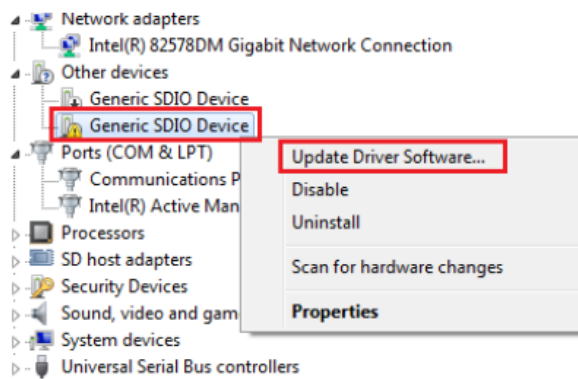 Network adapters
Intel(R) 82578DM Gigabit Network Connection
Other devices
Generic SDIO Device
Generic SDIO Device
Ports (COM & LPT)
Communications P
Intel(R) Active Man
Processors
SD host adapters
Security Devices
Sound, video and gam
System devices
Universal Serial Bus controllers
Update Driver Software...
Disable
Uninstall
Scan for hardware changes
Properties